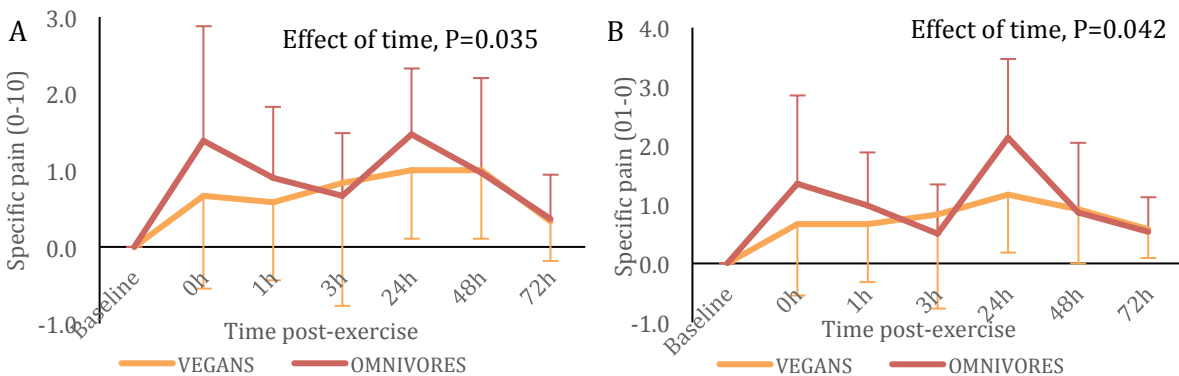 A
Effect of time, P=0.035
Specific pain (0-10)
3.0
2.0
1.0
0.0
-1.0
Baseline
0h
1h
3h
24h
48h
72h
Time post-exercise
VEGANS
OMNIVORES
B
Effect of time, P=0.042
Specific pain (01-0)
4.0
3.0
2.0
1.0
0.0
-1.0
Baseline
0h
1h
3h
24h
48h
72h
Time post-exercise
VEGANS
OMNIVORES